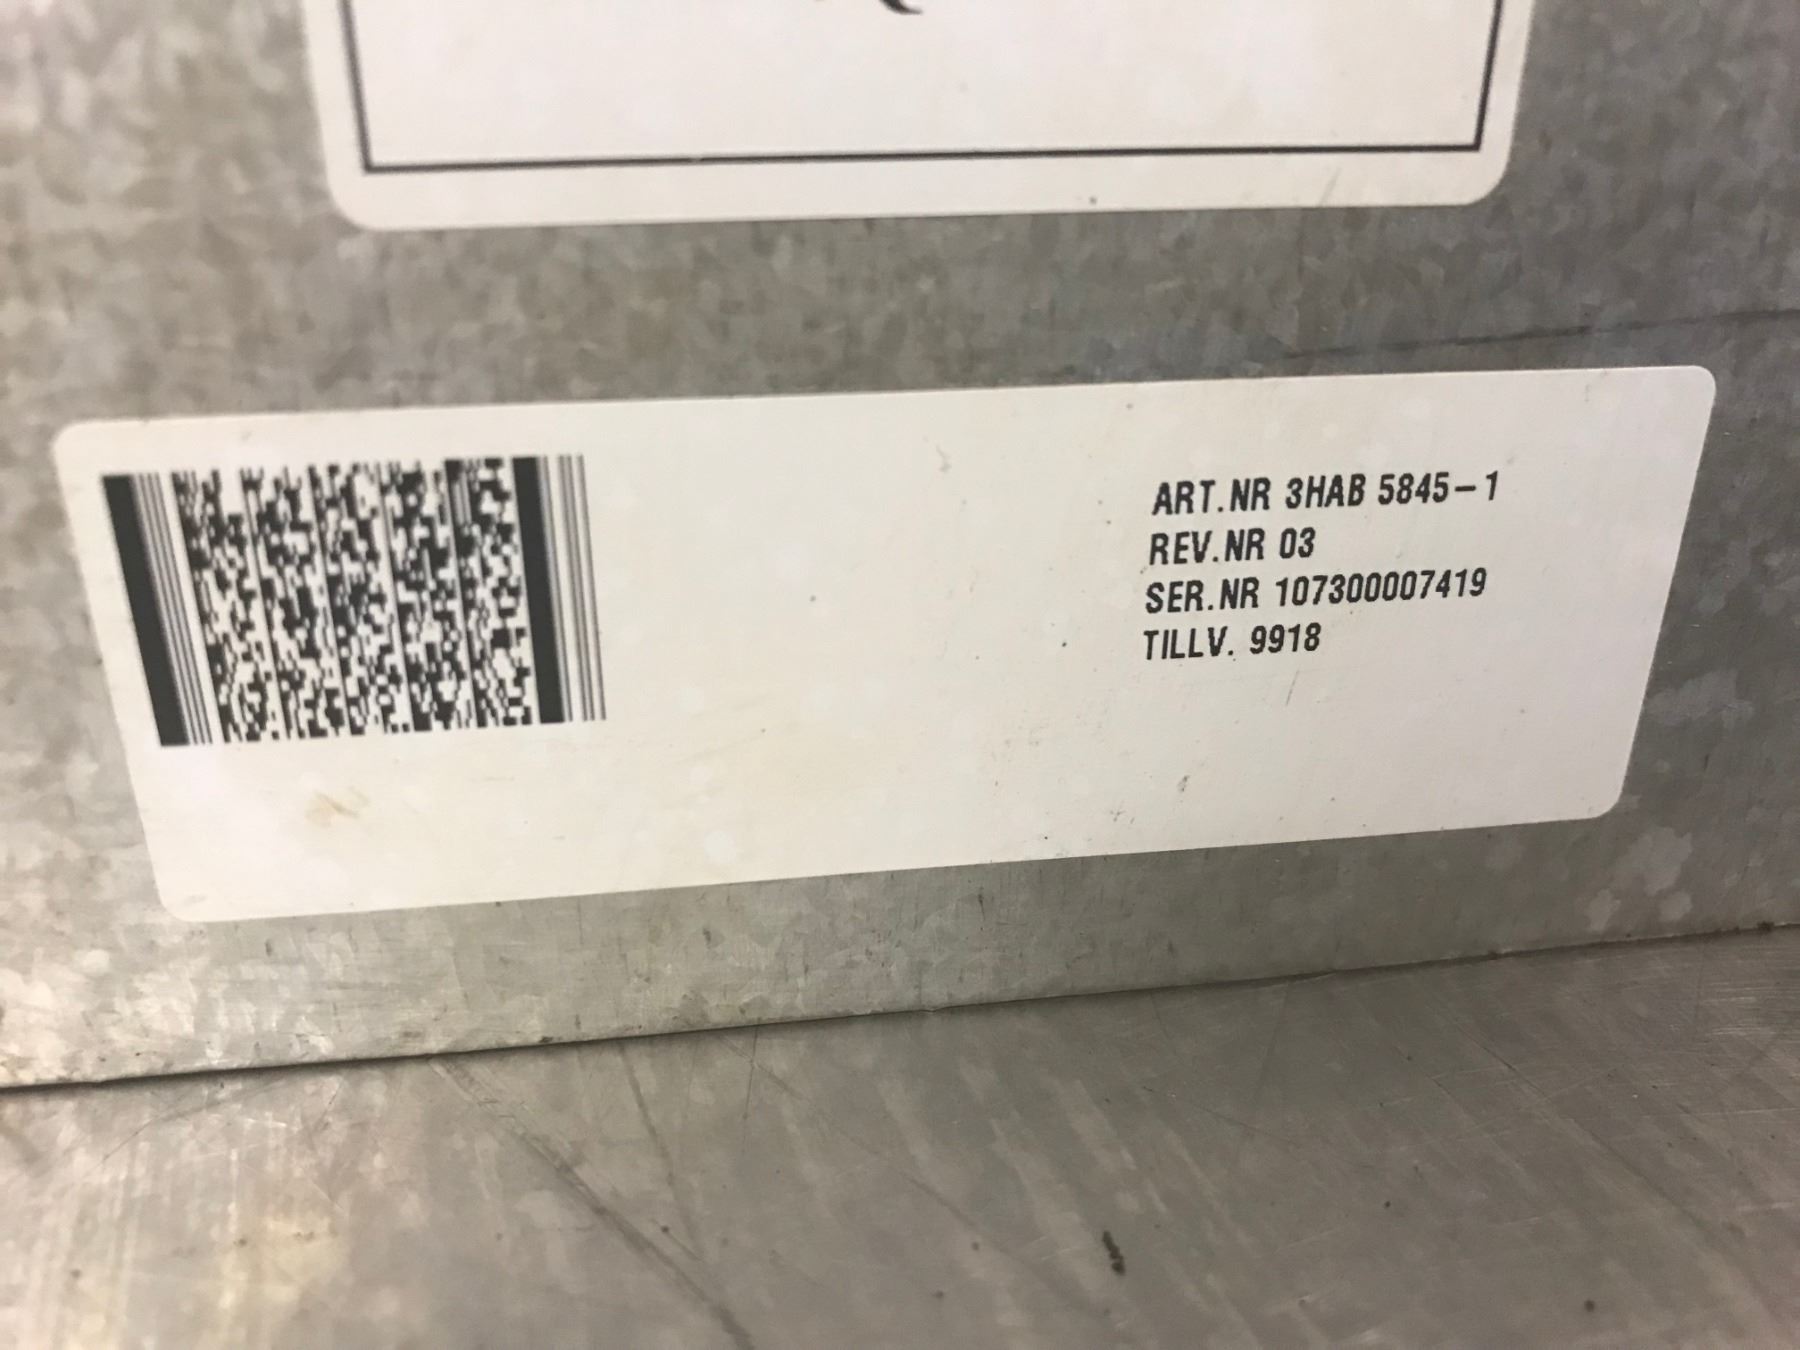 ART.NR 3HAB 5845-1
REV.NR 03
SER.NR 107300007419
TILLV. 9918